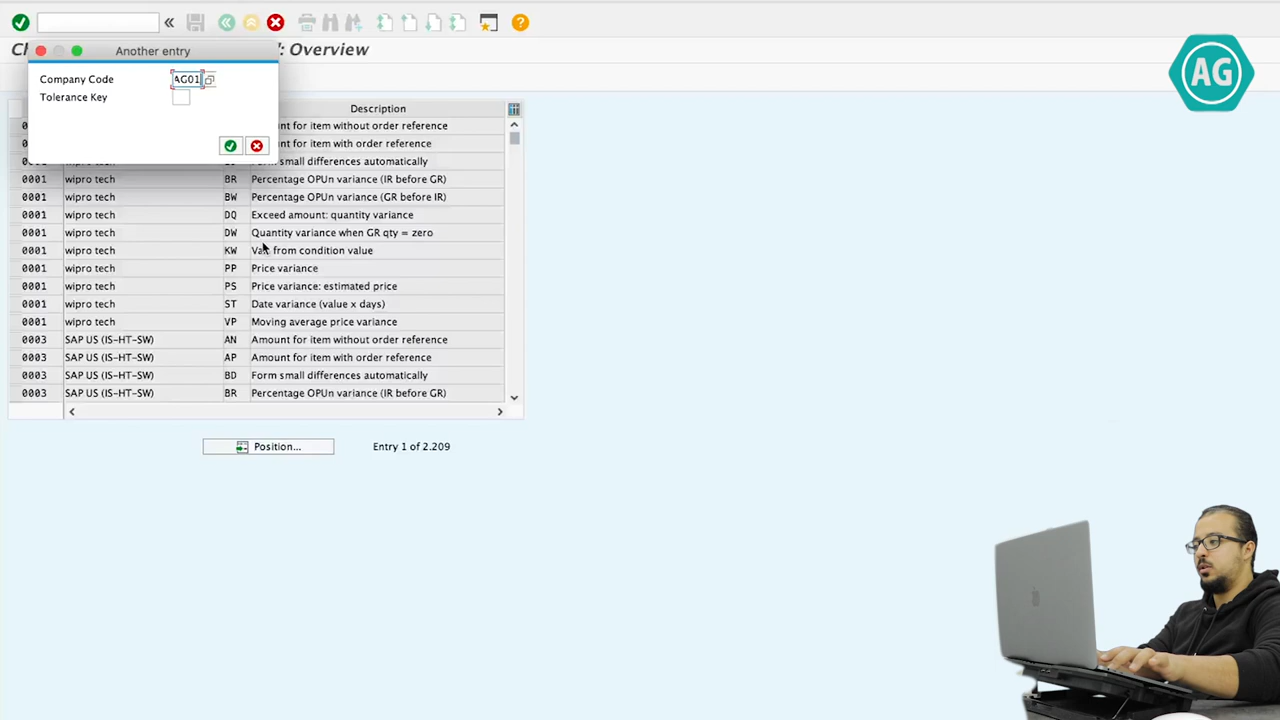 «
Another entry
Cl
: Overview
AG
Company Code AG01
Tolerance Key
Description
nt for item without order reference
nt for item with order reference
small differences automatically
0001 wipro tech BR Percentage OPUn variance (IR before GR)
0001 wipro tech BW Percentage OPUn variance (GR before IR)
0001 wipro tech DQ Exceed amount: quantity variance
0001 wipro tech DW Quantity variance when GR qty = zero
0001 wipro tech KW Var from condition value
0001 wipro tech PP Price variance
0001 wipro tech PS Price variance: estimated price
0001 wipro tech ST Date variance (value x days)
0001 wipro tech VP Moving average price variance
0003 SAP US (IS-HT-SW) AN Amount for item without order reference
0003 SAP US (IS-HT-SW) AP Amount for item with order reference
0003 SAP US (IS-HT-SW) BD Form small differences automatically
0003 SAP US (IS-HT-SW) BR Percentage OPUn variance (IR before GR)
Position... Entry 1 of 2.209